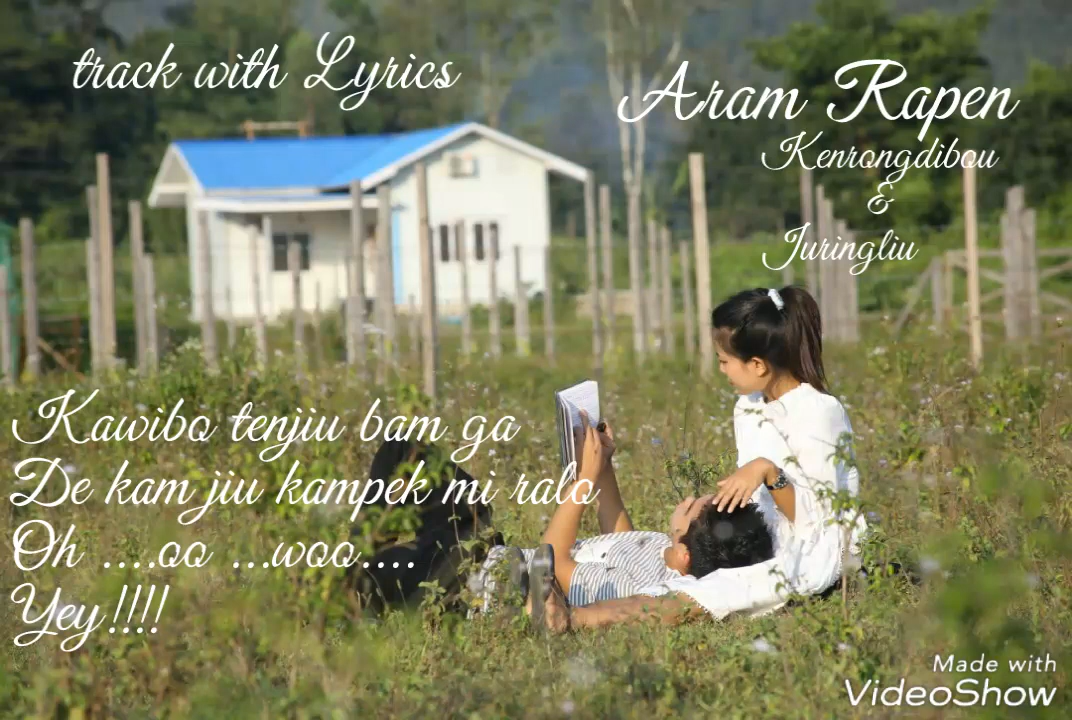 track with Lyrics
Aram Rapen
Kenrongdibou
&
Juringliu
Kawibo tenjiu bam ga
De kam jiu kampek mi ralo
Oh ....oo ...woo....
Yey!!!!
Made with
VideoShow